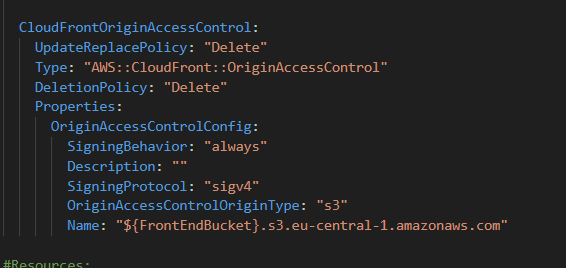 CloudFrontOriginAccessControl:
UpdateReplacePolicy: "Delete"
Type: "AWS::CloudFront::OriginAccessControl"
DeletionPolicy: "Delete"
Properties:
OriginAccessControlConfig:
SigningBehavior: "always"
Description: ""
SigningProtocol: "sigv4"
OriginAccessControlOriginType: "s3"
Name: "${FrontEndBucket}.s3.eu-central-1.amazonaws.com"
#Resources: